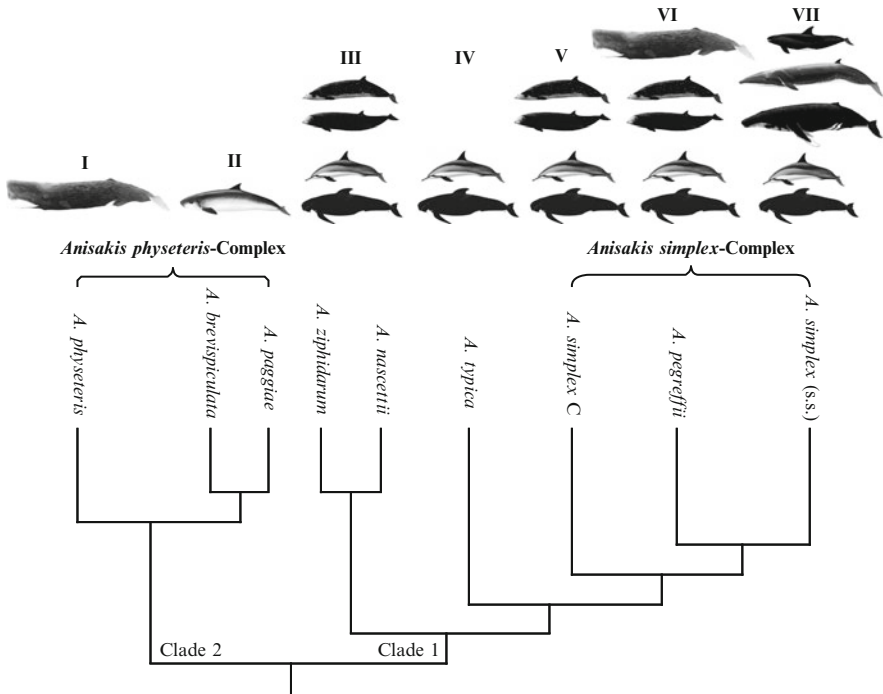 I
II
III
IV
V
VI
VII
Anisakis physeteris-Complex
Anisakis simplex-Complex
A. physeteris
A. brevispiculata
A. paggiae
A. ziphidarum
A. nascettii
A. typica
A. simplex C
A. pegreffii
A. simplex (s.s.)
Clade 2
Clade 1